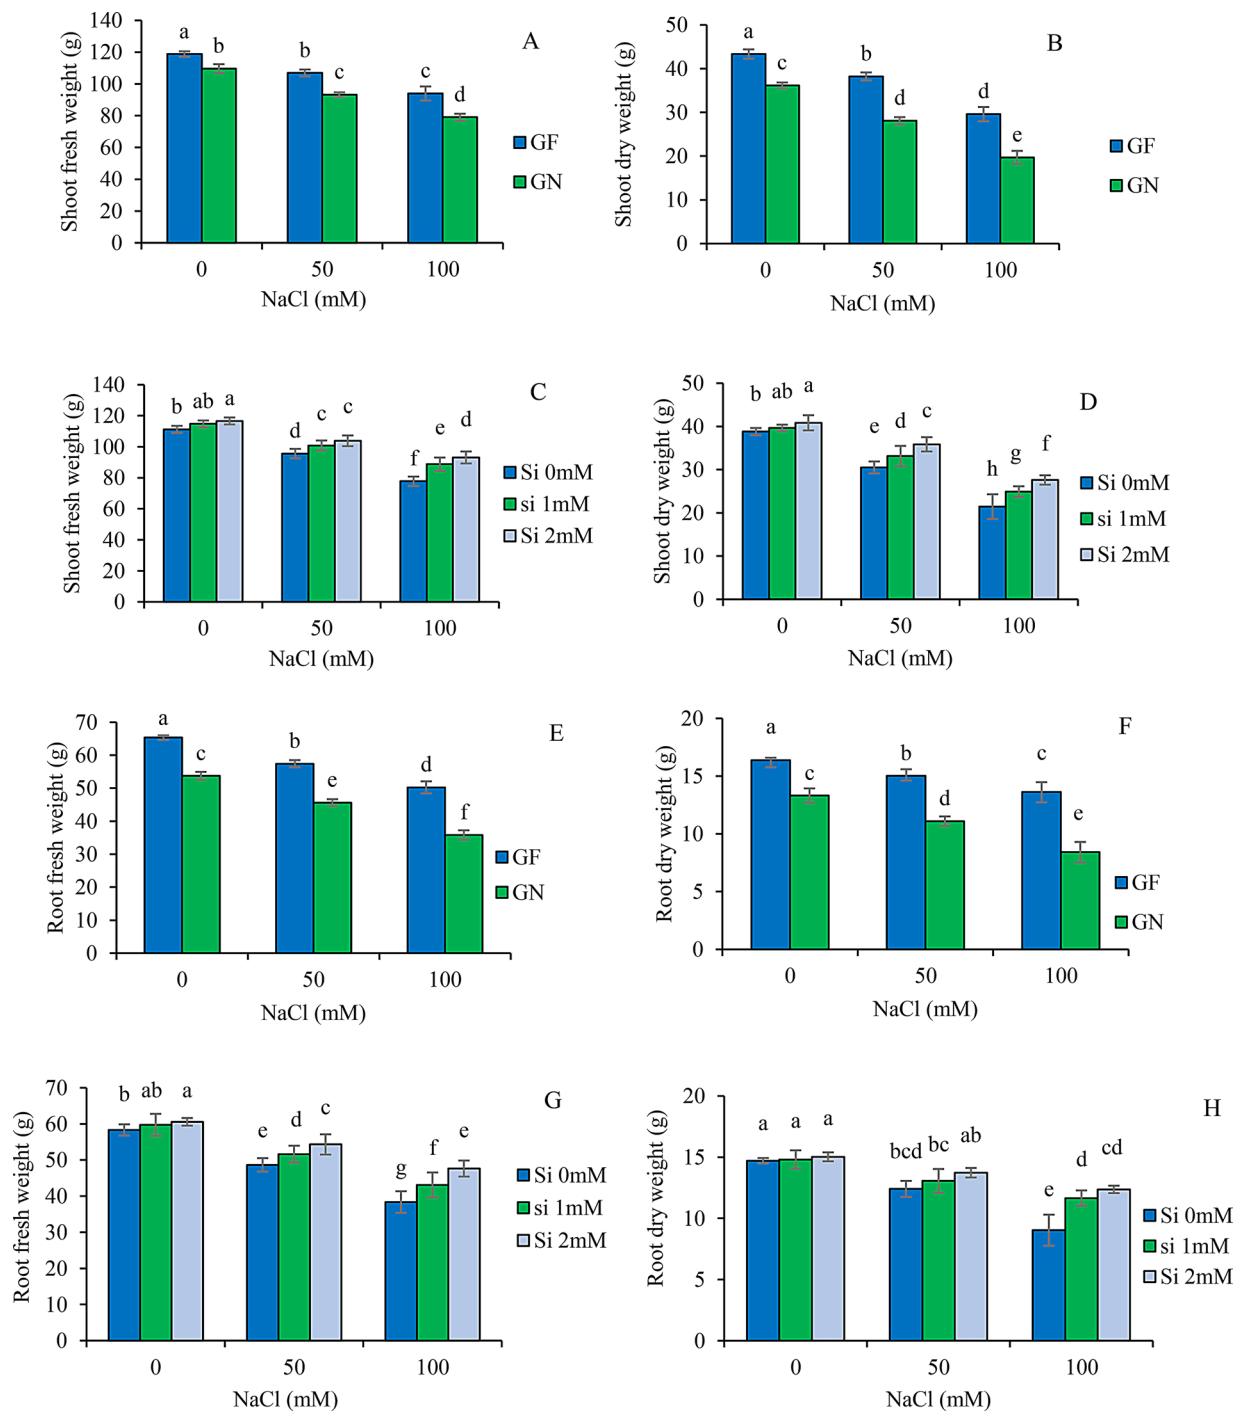 A
Shoot fresh weight (g)
140
120
100
80
60
40
20
0
a b b c c d
0 50 100
NaCl (mM)
GF
GN
B
Shoot dry weight (g)
50
40
30
20
10
0
a c b d d e
0 50 100
NaCl (mM)
GF
GN
C
Shoot fresh weight (g)
140
120
100
80
60
40
20
0
b ab a d c c f e d
0 50 100
NaCl (mM)
Si 0mM
si 1mM
Si 2mM
D
Shoot dry weight (g)
50
40
30
20
10
0
b ab a e d c h g f
0 50 100
NaCl (mM)
Si 0mM
si 1mM
Si 2mM
E
Root fresh weight (g)
70
60
50
40
30
20
10
0
a c b e d f
0 50 100
NaCl (mM)
GF
GN
F
Root dry weight (g)
20
15
10
5
0
a c b d c e
0 50 100
NaCl (mM)
GF
GN
G
Root fresh weight (g)
70
60
50
40
30
20
10
0
b ab a e d c g f e
0 50 100
NaCl (mM)
Si 0mM
si 1mM
Si 2mM
H
Root dry weight (g)
20
15
10
5
0
a a a bcd bc ab e d cd
0 50 100
NaCl (mM)
Si 0mM
si 1mM
Si 2mM